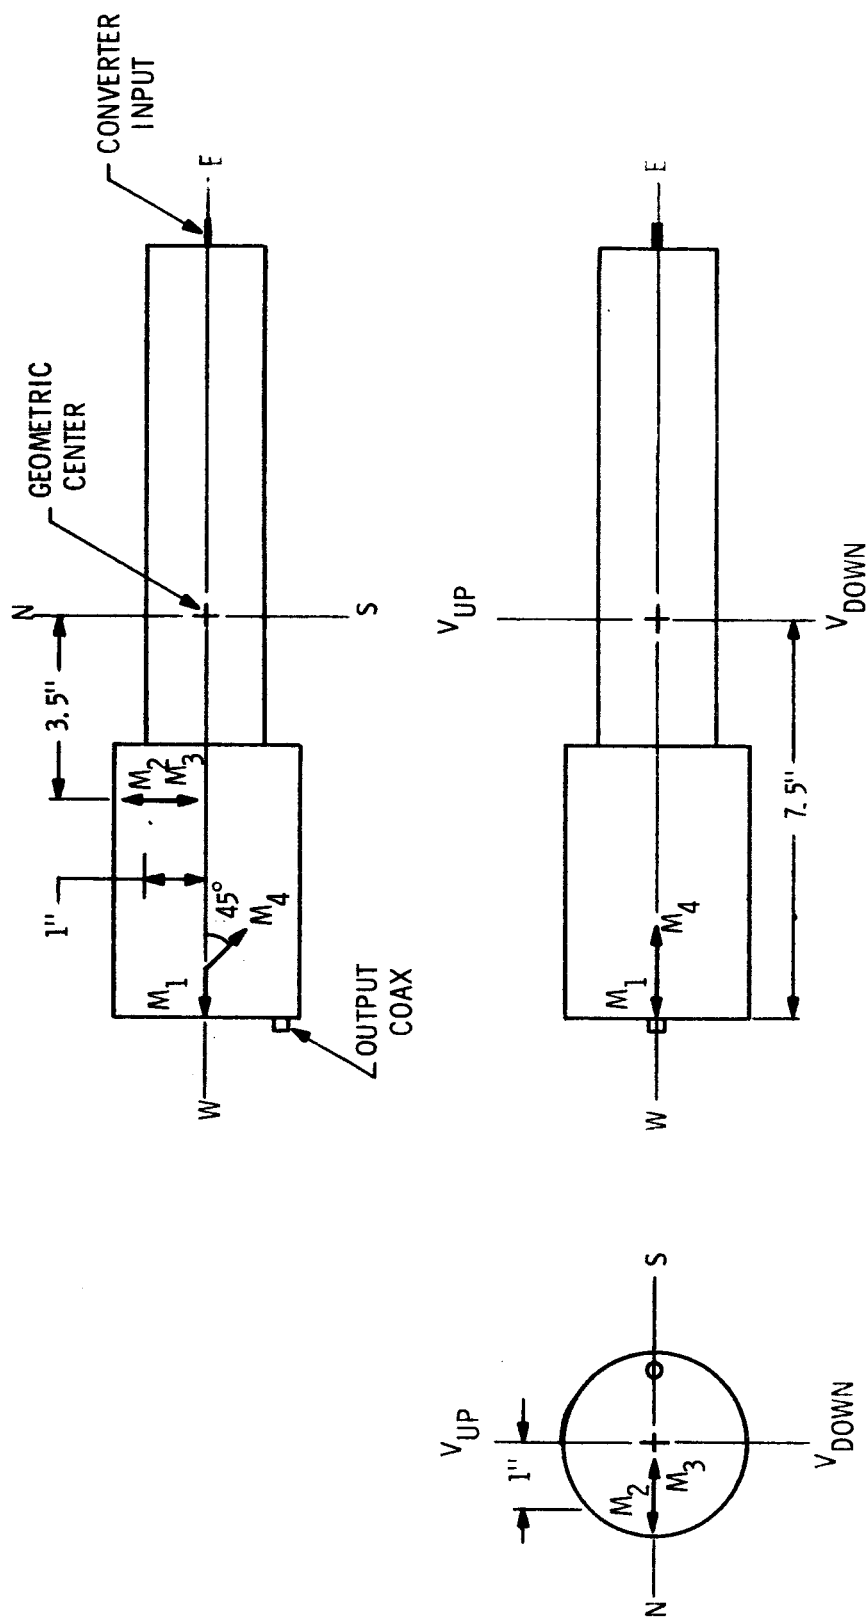 CONVERTER
INPUT
E
GEOMETRIC
CENTER
N
S
3.5"
M2
M3
1"
45°
M4
M1
OUTPUT
COAX
W
E
VUP
VDOWN
7.5"
M4
M1
W
VUP
S
1"
M2
M3
VDOWN
N